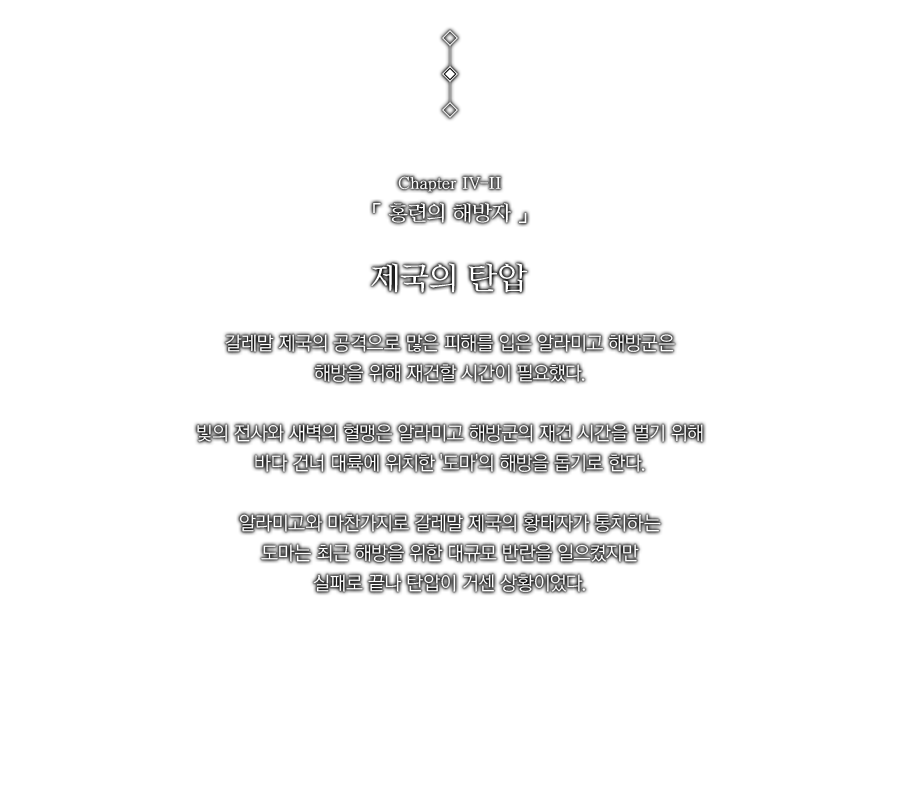 Chapter IV-II
「 홍련의 해방자 」
제국의 탄압
갈레말 제국의 공격으로 많은 피해를 입은 알라미고 해방군은
해방을 위해 재건할 시간이 필요했다.
빛의 전사와 새벽의 혈맹은 알라미고 해방군의 재건 시간을 벌기 위해
바다 건너 대륙에 위치한 '도마'의 해방을 돕기로 한다.
알라미고와 마찬가지로 갈레말 제국의 황태자가 통치하는
도마는 최근 해방을 위한 대규모 반란을 일으켰지만
실패로 끝나 탄압이 거센 상황이었다.